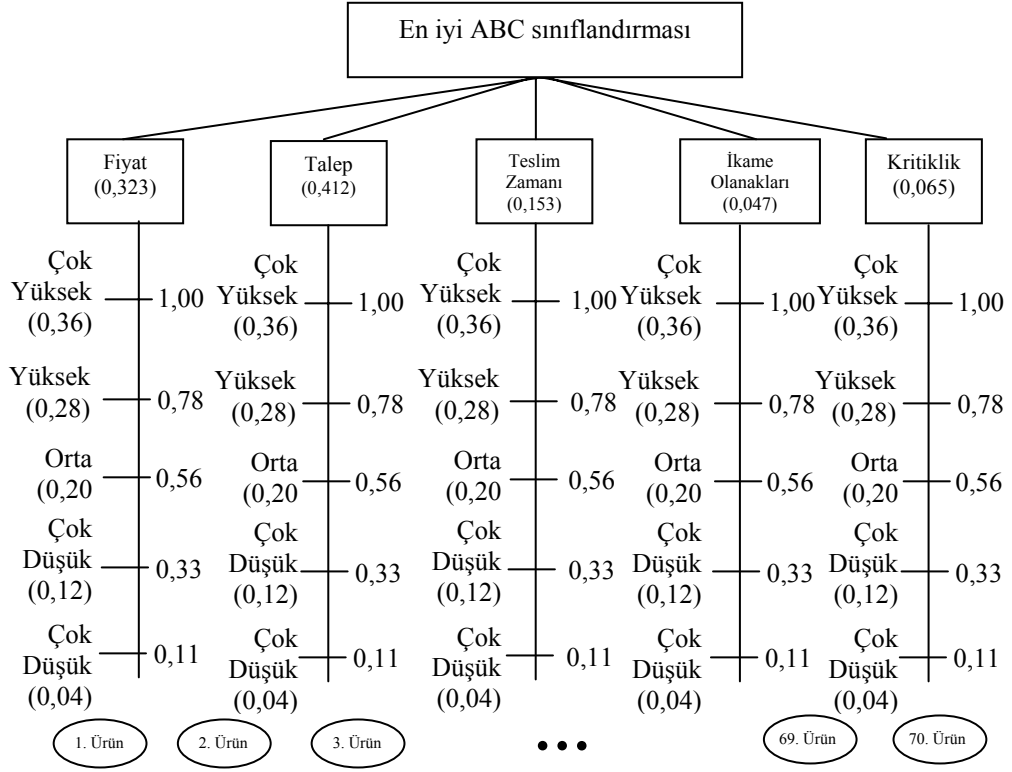 En iyi ABC sınıflandırması
Fiyat
(0,323)
Talep
(0,412)
Teslim
Zamanı
(0,153)
İkame
Olanakları
(0,047)
Kritiklik
(0,065)
Çok
Yüksek
(0,36)
1,00
Yüksek
(0,28)
0,78
Orta
(0,20
0,56
Çok
Düşük
(0,12)
0,33
Çok
Düşük
(0,04)
0,11
Çok
Yüksek
(0,36)
1,00
Yüksek
(0,28)
0,78
Orta
(0,20
0,56
Çok
Düşük
(0,12)
0,33
Çok
Düşük
(0,04)
0,11
Çok
Yüksek
(0,36)
1,00
Yüksek
(0,28)
0,78
Orta
(0,20
0,56
Çok
Düşük
(0,12)
0,33
Çok
Düşük
(0,04)
0,11
Çok
Yüksek
(0,36)
1,00
Yüksek
(0,28)
0,78
Orta
(0,20
0,56
Çok
Düşük
(0,12)
0,33
Çok
Düşük
(0,04)
0,11
Çok
Yüksek
(0,36)
1,00
Yüksek
(0,28)
0,78
Orta
(0,20
0,56
Çok
Düşük
(0,12)
0,33
Çok
Düşük
(0,04)
0,11
1. Ürün
2. Ürün
3. Ürün
...
69. Ürün
70. Ürün